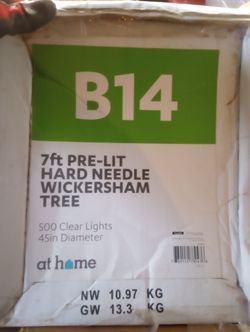 B14
7ft PRE-LIT
HARD NEEDLE
WICKERSHAM
TREE
500 Clear Lights
45in Diameter
at home
NW 10.97 KG
GW 13.3 KG